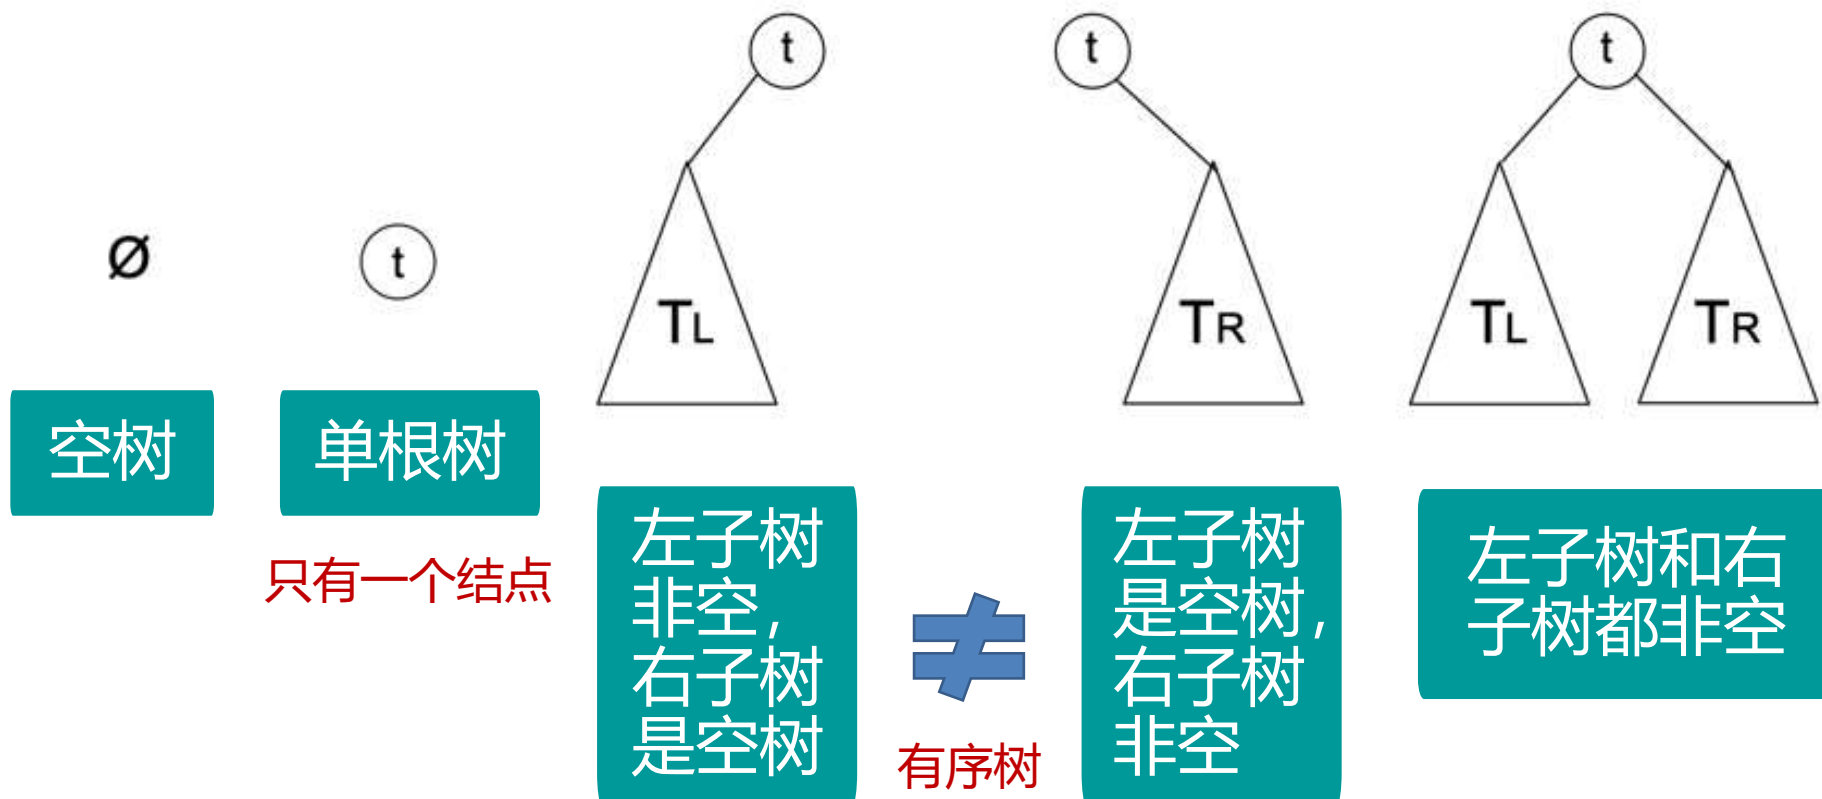 t
t
t
Ø
t
TL
TR
TL
TR
空树
单根树
只有一个结点
左子树
非空，
右子树
是空树
≠
有序树
左子树
是空树，
右子树
非空
左子树和右
子树都非空